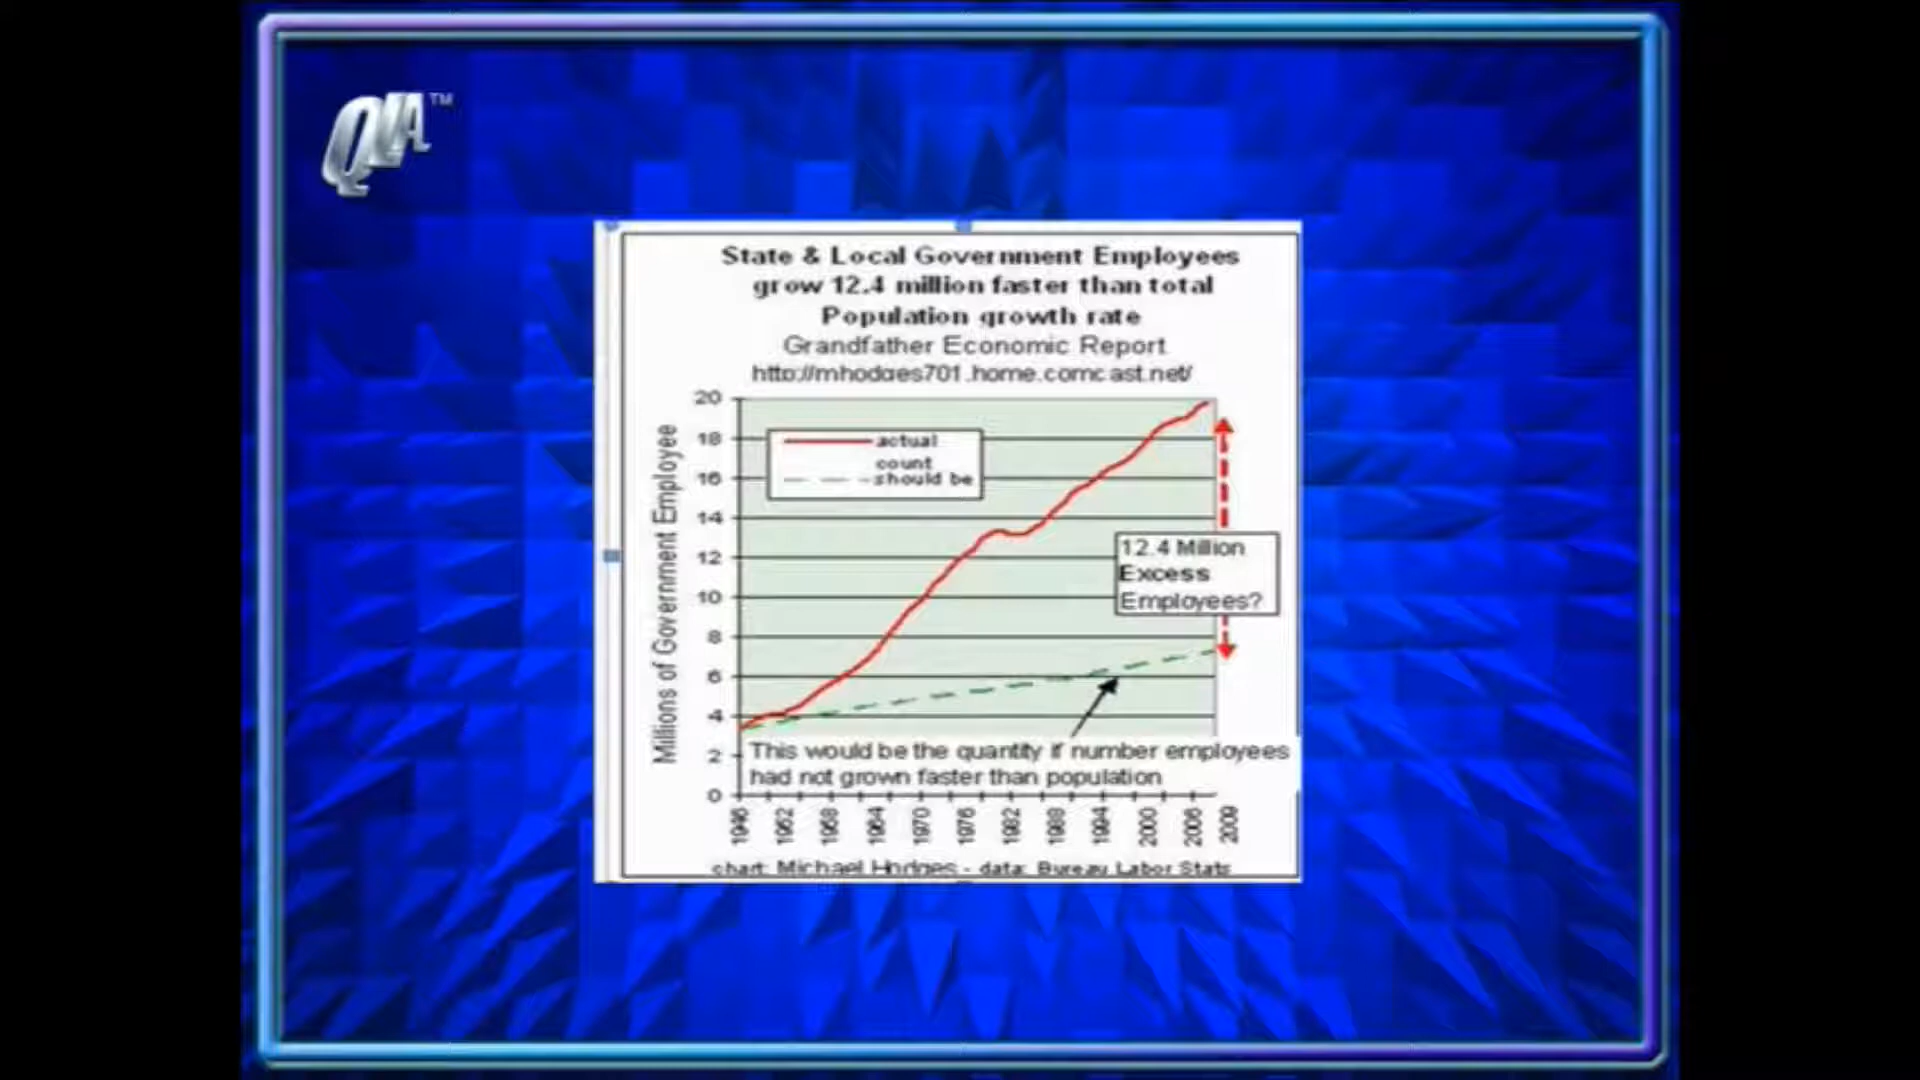 QVA™
State & Local Government Employees
grow 12.4 million faster than total
Population growth rate
Grandfather Economic Report
http://mhodges701.home.comcast.net/
Millions of Government Employee
20
18
16
14
12
10
8
6
4
2
0
actual
count
should be
12.4 Million
Excess
Employees?
This would be the quantity if number employees
had not grown faster than population
1946
1952
1958
1964
1970
1976
1982
1988
1994
2000
2006
2009
chart: Michael Hodges - data: Bureau Labor Stats